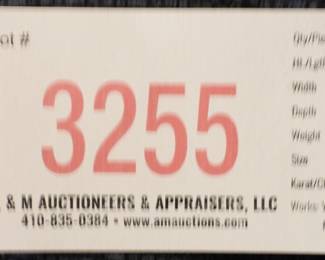 ot #
3255
& M AUCTIONEERS & APPRAISERS, LLC
410-835-0384 • www.amauctions.com
Qty/Pie
Ht./Lgth
Width
Depth
Weight
Size
Karat/C
Works: Y